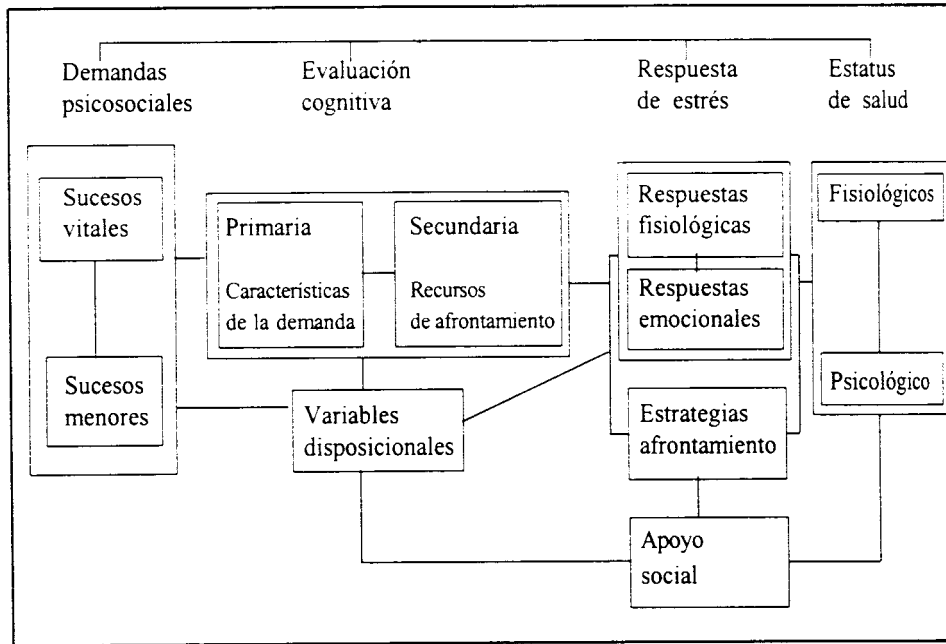 Demandas
psicosociales
Evaluación
cognitiva
Respuesta
de estrés
Estatus
de salud
Sucesos
vitales
Sucesos
menores
Primaria
Características
de la demanda
Secundaria
Recursos
de afrontamiento
Variables
disposicionales
Respuestas
fisiológicas
Respuestas
emocionales
Estrategias
afrontamiento
Apoyo
social
Fisiológicos
Psicológico